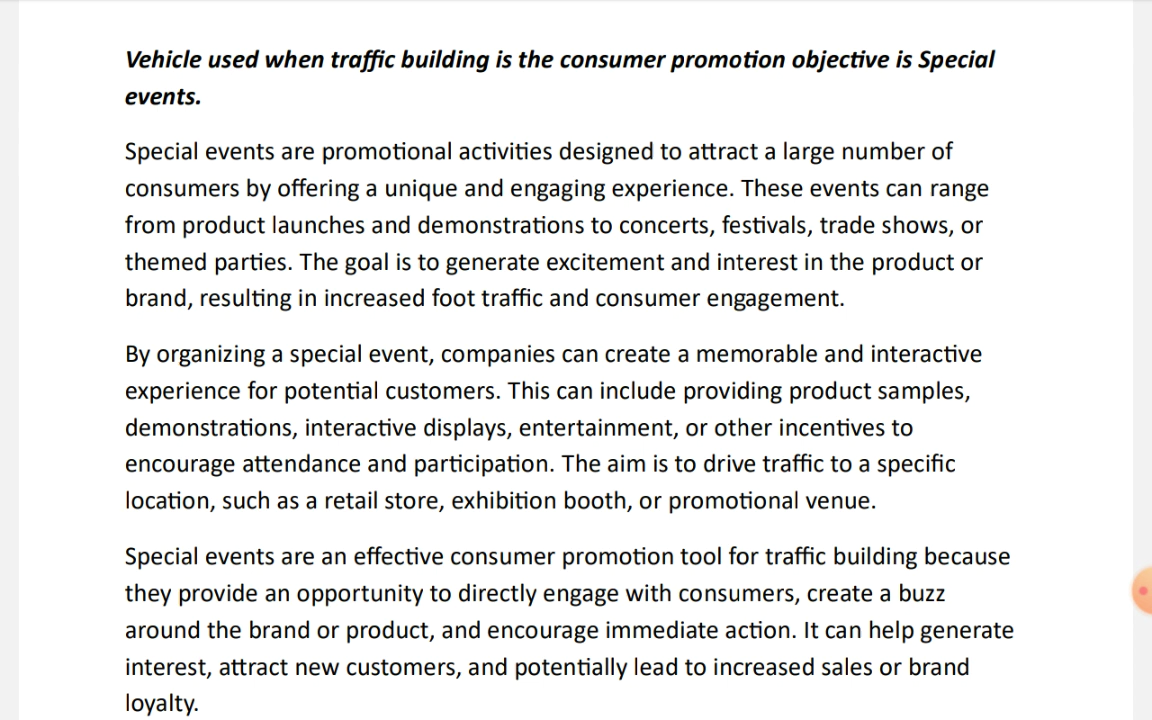 Vehicle used when traffic building is the consumer promotion objective is Special
events.
Special events are promotional activities designed to attract a large number of
consumers by offering a unique and engaging experience. These events can range
from product launches and demonstrations to concerts, festivals, trade shows, or
themed parties. The goal is to generate excitement and interest in the product or
brand, resulting in increased foot traffic and consumer engagement.
By organizing a special event, companies can create a memorable and interactive
experience for potential customers. This can include providing product samples,
demonstrations, interactive displays, entertainment, or other incentives to
encourage attendance and participation. The aim is to drive traffic to a specific
location, such as a retail store, exhibition booth, or promotional venue.
Special events are an effective consumer promotion tool for traffic building because
they provide an opportunity to directly engage with consumers, create a buzz
around the brand or product, and encourage immediate action. It can help generate
interest, attract new customers, and potentially lead to increased sales or brand
loyalty.